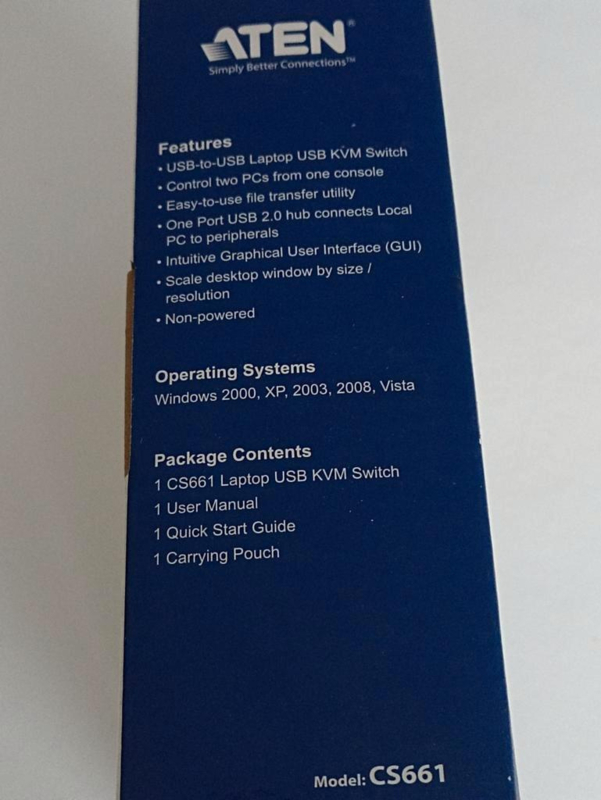 ATEN®
Simply Better Connections™
Features
• USB-to-USB Laptop USB KVM Switch
• Control two PCs from one console
• Easy-to-use file transfer utility
• One Port USB 2.0 hub connects Local
PC to peripherals
• Intuitive Graphical User Interface (GUI)
• Scale desktop window by size /
resolution
• Non-powered
Operating Systems
Windows 2000, XP, 2003, 2008, Vista
Package Contents
1 CS661 Laptop USB KVM Switch
1 User Manual
1 Quick Start Guide
1 Carrying Pouch
Model: CS661